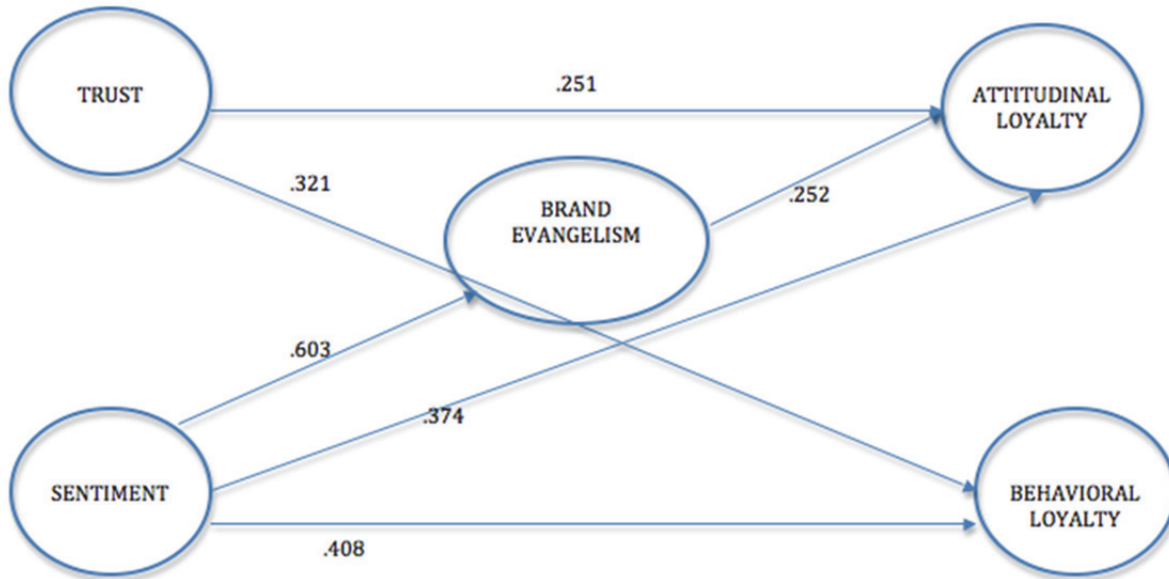 TRUST
.251
ATTITUDINAL
LOYALTY
.321
BRAND
EVANGELISM
.252
.603
.374
SENTIMENT
BEHAVIORAL
LOYALTY
.408